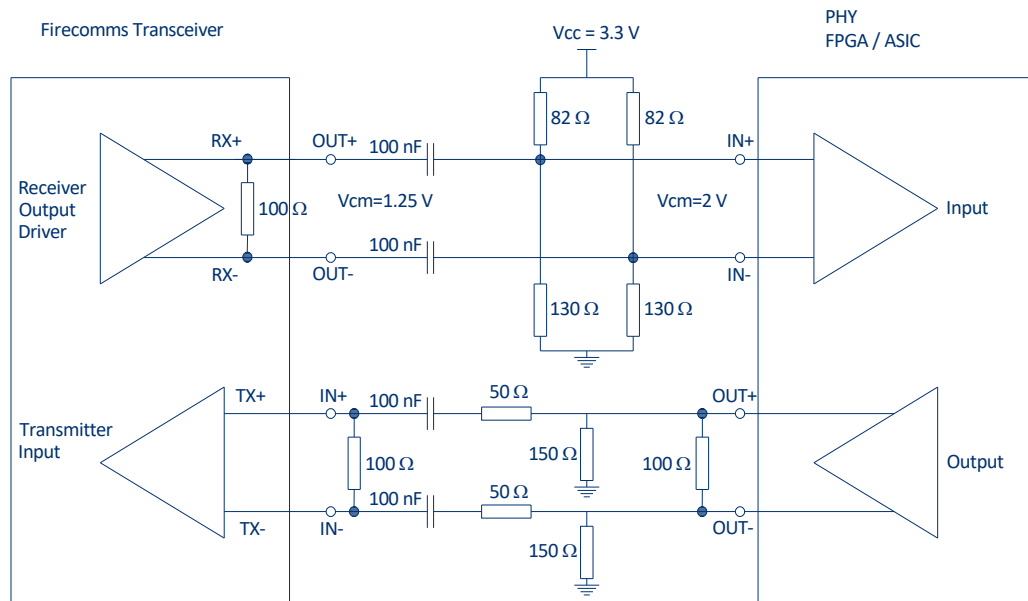 Firecomms Transceiver
PHY
FPGA / ASIC
Vcc = 3.3 V
82 Ω
82 Ω
RX+
OUT+
100 nF
IN+
Receiver
Output
Driver
100 Ω
Vcm=1.25 V
Vcm=2 V
Input
100 nF
RX-
OUT-
IN-
130 Ω
130 Ω
TX+
IN+
100 nF
50 Ω
OUT+
Transmitter
Input
100 Ω
150 Ω
100 Ω
Output
100 nF
50 Ω
TX-
IN-
OUT-
150 Ω